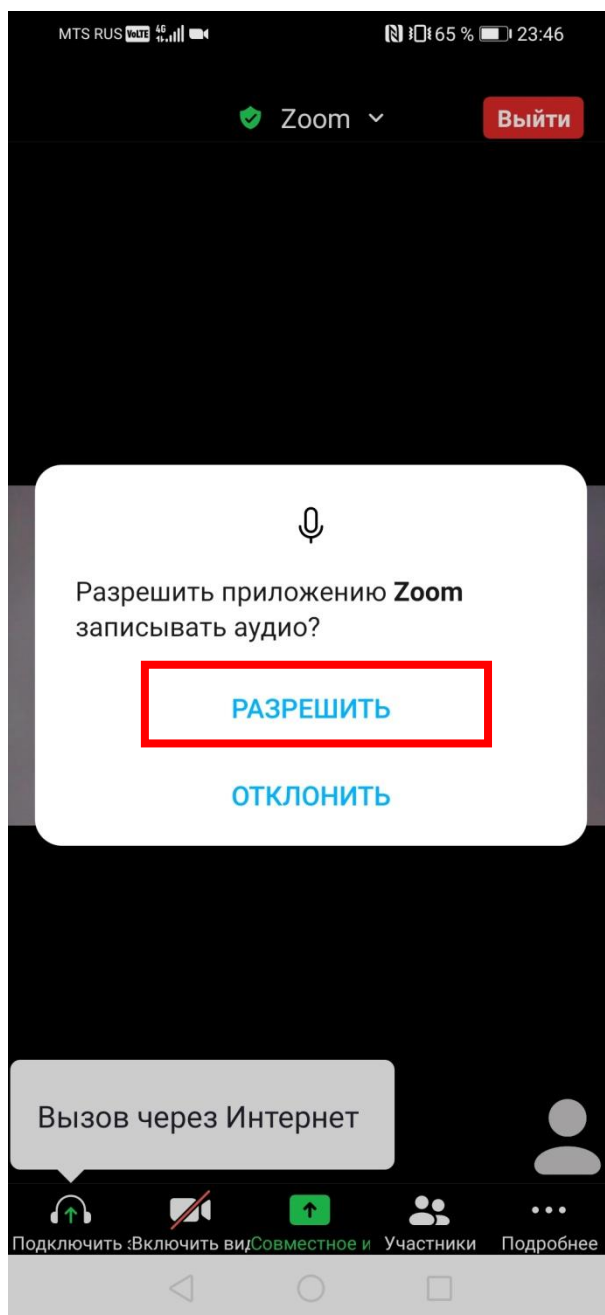 MTS RUS VoLTE 4G 65 % 23:46
Zoom Выйти
Разрешить приложению Zoom
записывать аудио?
РАЗРЕШИТЬ
ОТКЛОНИТЬ
Вызов через Интернет
Подключить з Включить вид Совместное и Участники Подробнее